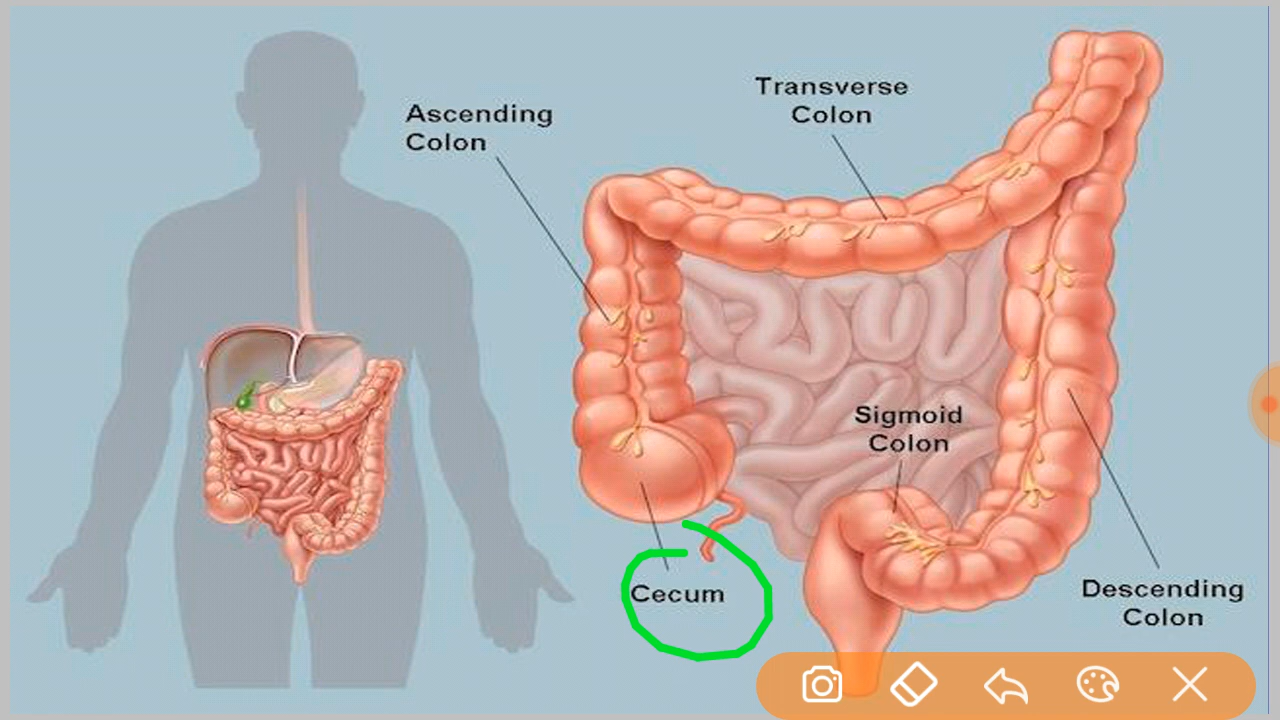 Transverse
Colon
Ascending
Colon
Sigmoid
Colon
Cecum
Descending
Colon